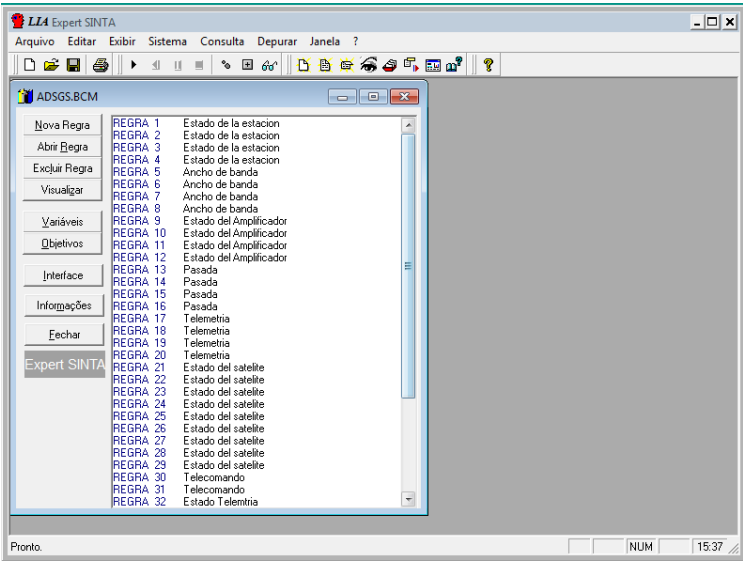 LIA Expert SINTA
Arquivo Editar Exibir Sistema Consulta Depurar Janela ?
ADSGS.BCM
Nova Regra
Abrir Regra
Excluir Regra
Visualizar
Variáveis
Objetivos
Interface
Informações
Fechar
Expert SINTA
REGRA 1 Estado de la estacion
REGRA 2 Estado de la estacion
REGRA 3 Estado de la estacion
REGRA 4 Estado de la estacion
REGRA 5 Ancho de banda
REGRA 6 Ancho de banda
REGRA 7 Ancho de banda
REGRA 8 Ancho de banda
REGRA 9 Estado del Amplificador
REGRA 10 Estado del Amplificador
REGRA 11 Estado del Amplificador
REGRA 12 Estado del Amplificador
REGRA 13 Pasada
REGRA 14 Pasada
REGRA 15 Pasada
REGRA 16 Pasada
REGRA 17 Telemetria
REGRA 18 Telemetria
REGRA 19 Telemetria
REGRA 20 Telemetria
REGRA 21 Estado del satelite
REGRA 22 Estado del satelite
REGRA 23 Estado del satelite
REGRA 24 Estado del satelite
REGRA 25 Estado del satelite
REGRA 26 Estado del satelite
REGRA 27 Estado del satelite
REGRA 28 Estado del satelite
REGRA 29 Estado del satelite
REGRA 30 Telecomando
REGRA 31 Telecomando
REGRA 32 Estado Telemtria
Pronto.
NUM
15:37